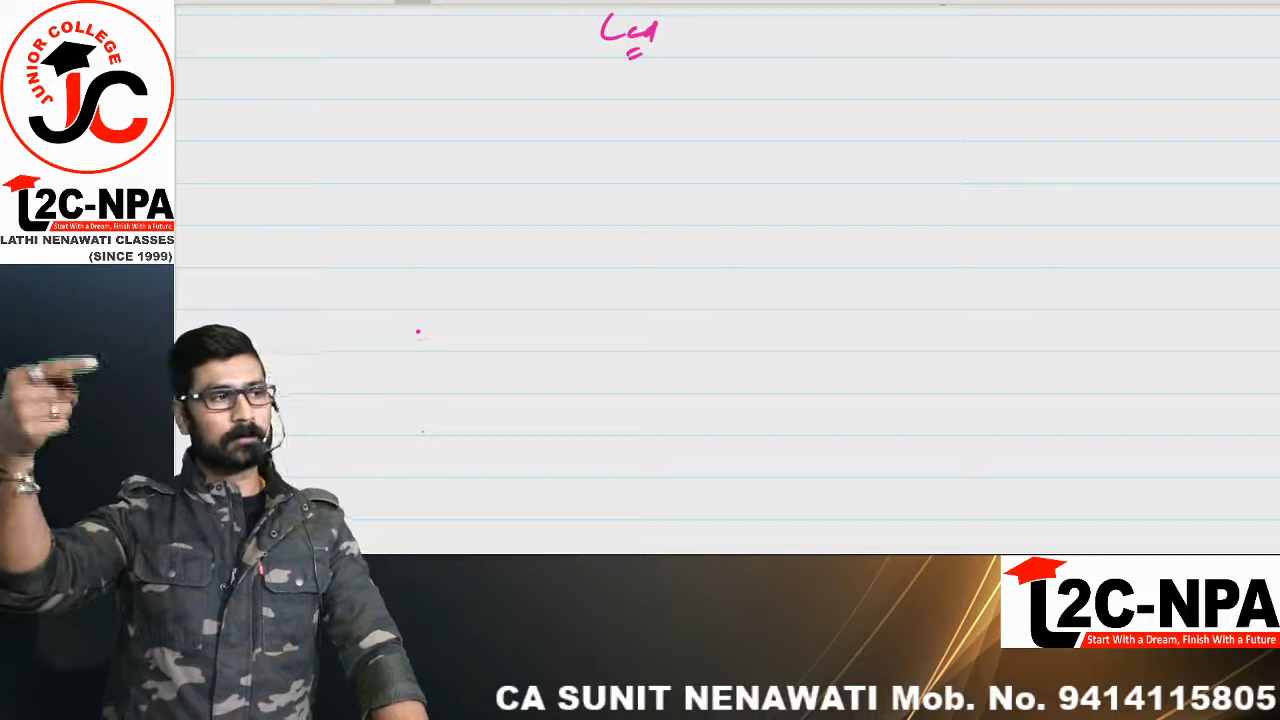 JUNIOR COLLEGE
JC
L2C-NPA
Start With a Dream, Finish With a Future
LATHI NENAWATI CLASSES
(SINCE 1999)
L2C-NPA
Start With a Dream, Finish With a Future
CA SUNIT NENAWATI Mob. No. 9414115805